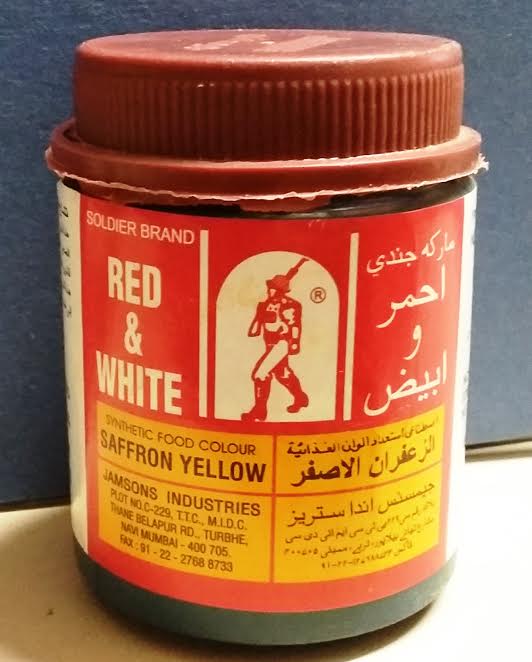 SOLDIER BRAND
RED
&
WHITE
®
ماركه جندي
احمر
و
ابيض
SYNTHETIC FOOD COLOUR
SAFFRON YELLOW
JAMSONS INDUSTRIES
PLOT NO.C-229, T.T.C., M.I.D.C.
THANE BELAPUR RD., TURBHE,
NAVI MUMBAI - 400 705.
FAX : 91 - 22 - 2768 8733
الزعفران الاصفر
جيمسنس اندا ستريز